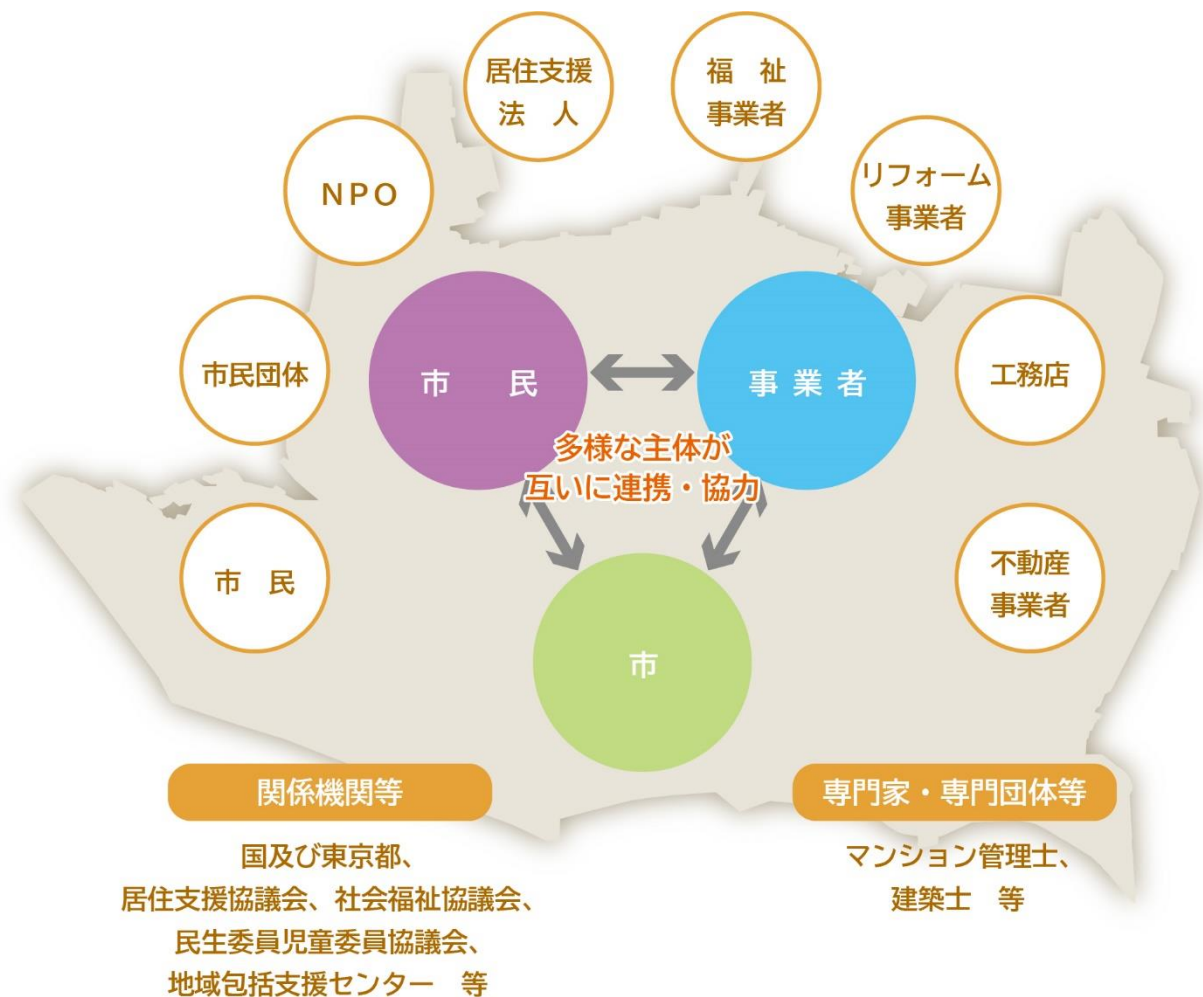 居住支援
法　人
福　祉
事業者
NPO
リフォーム
事業者
市民団体
市　　民
事 業 者
工務店
多様な主体が
互いに連携・協力
市　民
不動産
事業者
市
関係機関等
国及び東京都、
居住支援協議会、社会福祉協議会、
民生委員児童委員協議会、
地域包括支援センター　等
専門家・専門団体等
マンション管理士、
建築士　等